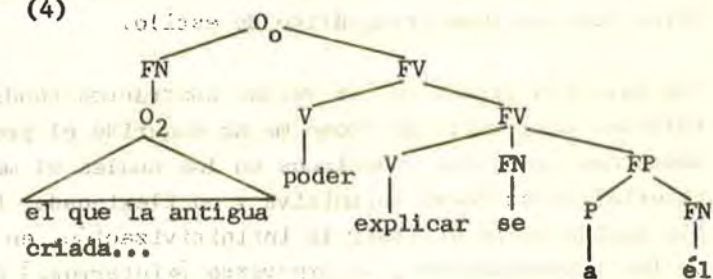 (4)
O₀
FN FV
O₂ V FV
poder V FN FP
el que la antigua explicar se P FN
criada... a él